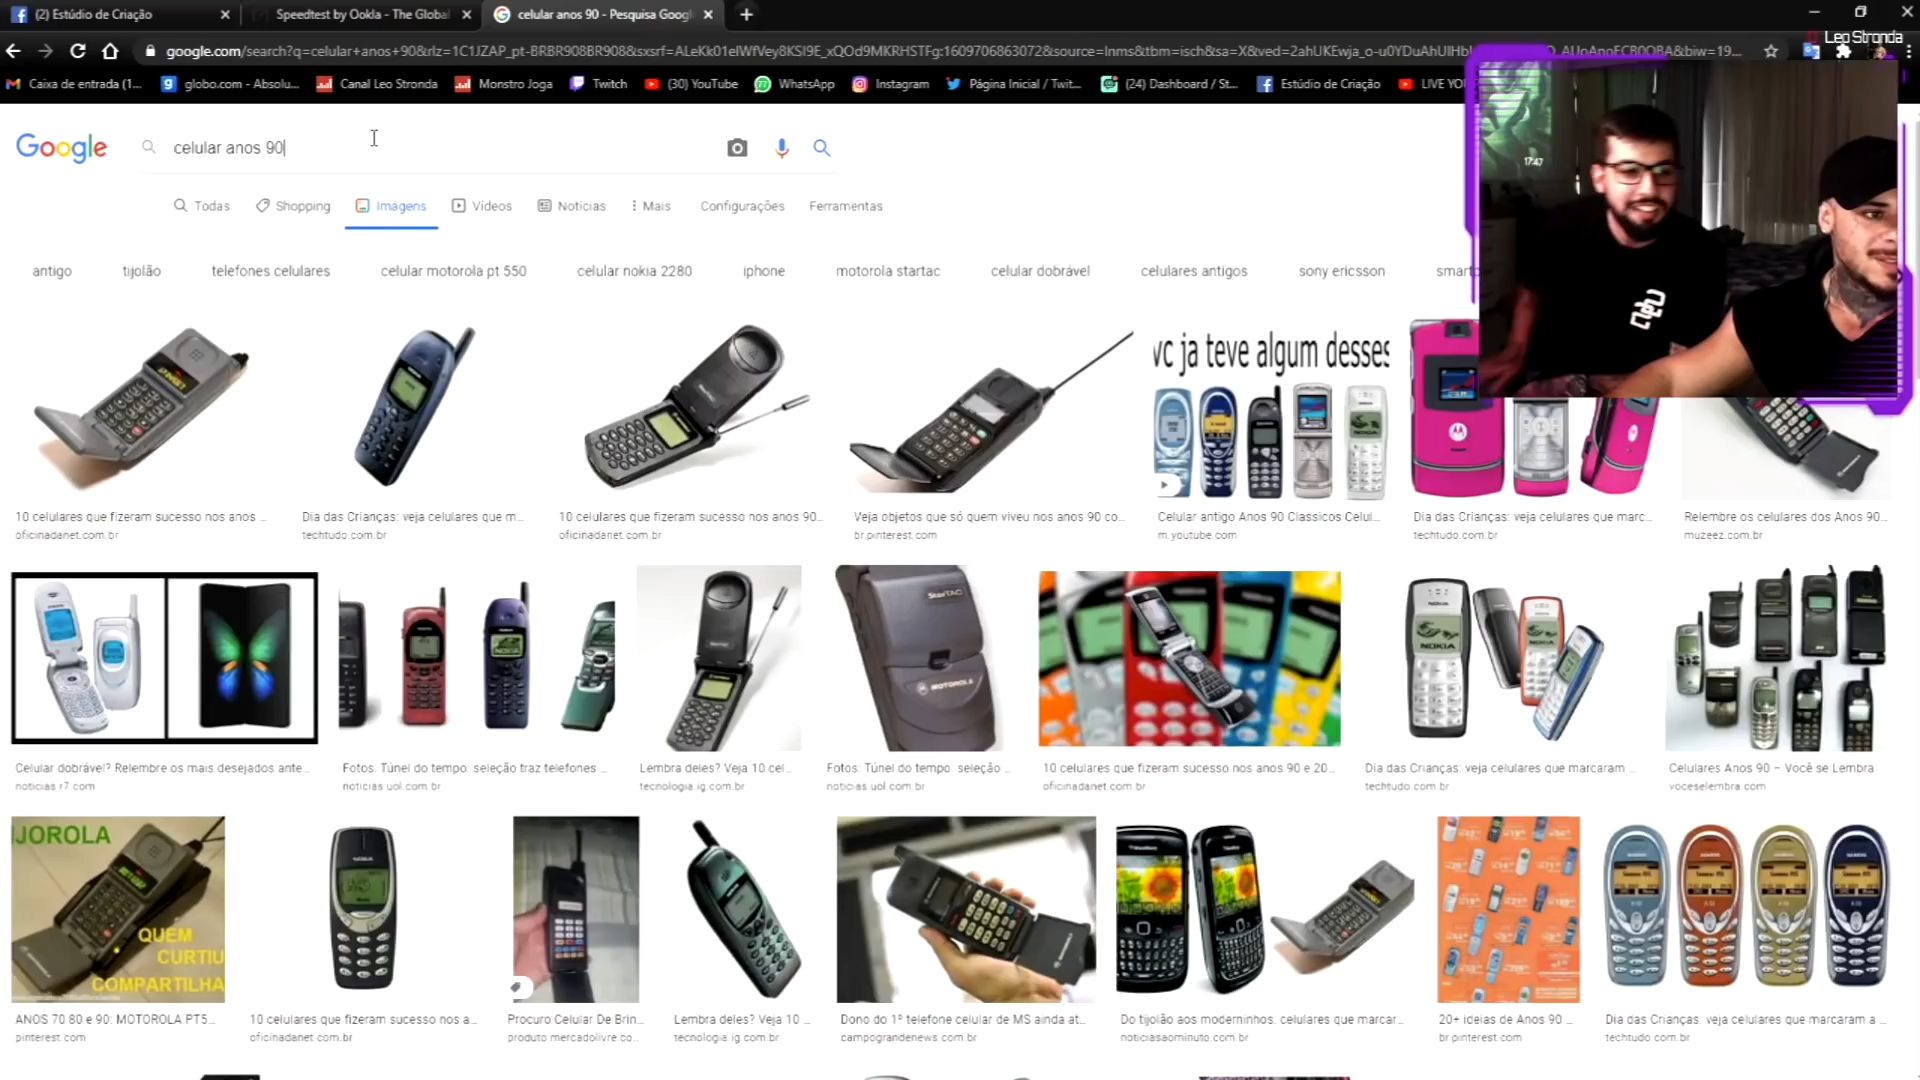 (2) Estúdio de Criação
Speedtest by Ookla - The Global
celular anos 90 - Pesquisa Googl
Leo Stronda
Caixa de entrada (1...
globo.com - Absolu...
Canal Leo Stronda
Monstro Joga
Twitch
(30) YouTube
WhatsApp
Instagram
Página Inicial / Twit...
(24) Dashboard / St...
Estúdio de Criação
LIVE YO
Google
celular anos 90
17:47
Todas
Shopping
Imagens
Vídeos
Notícias
Mais
Configurações
Ferramentas
antigo
tijolão
telefones celulares
celular motorola pt 550
celular nokia 2280
iphone
motorola startac
celular dobrável
celulares antigos
sony ericsson
smartp
vc ja teve algum desses
10 celulares que fizeram sucesso nos anos ...
oficinadanet.com.br
Dia das Crianças: veja celulares que m...
techtudo.com.br
10 celulares que fizeram sucesso nos anos 90...
oficinadanet.com.br
Veja objetos que só quem viveu nos anos 90 co...
br.pinterest.com
Celular antigo Anos 90 Classicos Celul...
m.youtube.com
Dia das Crianças: veja celulares que marc...
techtudo.com.br
Relembre os celulares dos Anos 90...
muzeez.com.br
StarTAC
MOTOROLA
NOKIA
NOKIA
Celular dobrável? Relembre os mais desejados ante...
noticias.r7.com
Fotos: Túnel do tempo: seleção traz telefones ...
noticias.uol.com.br
Lembra deles? Veja 10 cel...
tecnologia.ig.com.br
Fotos: Túnel do tempo: seleção ...
noticias.uol.com.br
10 celulares que fizeram sucesso nos anos 90 e 20...
oficinadanet.com.br
Dia das Crianças: veja celulares que marcaram ...
techtudo.com.br
Celulares Anos 90 – Você se Lembra
voceselembra.com
IJOROLA
QUEM
CURTIU
COMPARTILHA
NOKIA
ANOS 70 80 e 90: MOTOROLA PT5...
pinterest.com
10 celulares que fizeram sucesso nos a...
oficinadanet.com.br
Procuro Celular De Brin...
produto.mercadolivre.co...
Lembra deles? Veja 10 ...
tecnologia.ig.com.br
Dono do 1º telefone celular de MS ainda at...
campograndenews.com.br
Do tijolão aos moderninhos: celulares que marcar...
noticiasaominuto.com.br
20+ ideias de Anos 90 ...
br.pinterest.com
Dia das Crianças: veja celulares que marcaram a ...
techtudo.com.br